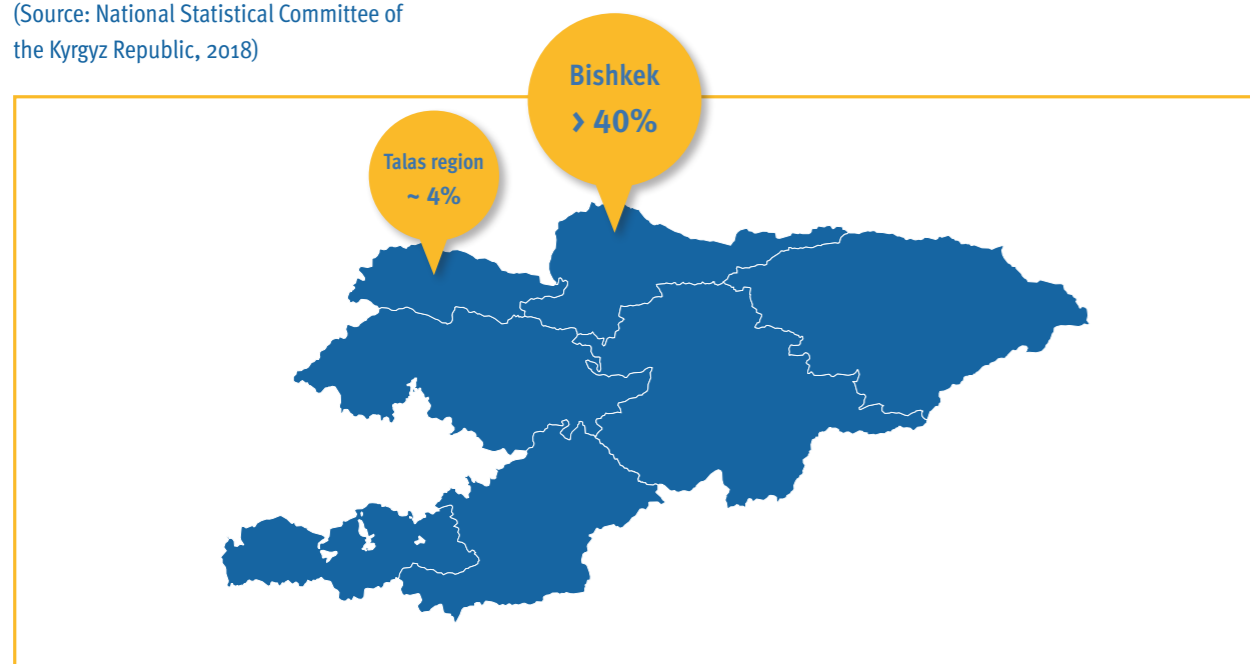 (Source: National Statistical Committee of
the Kyrgyz Republic, 2018)
Bishkek
> 40%
Talas region
~ 4%